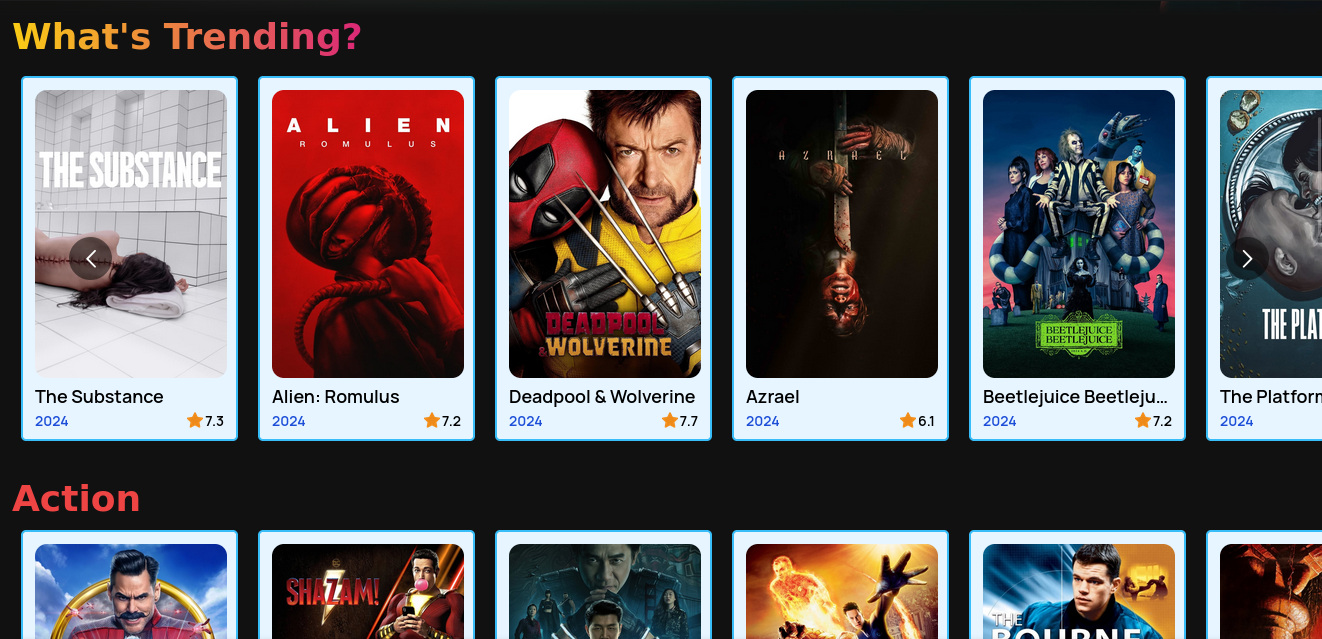 What's Trending?
THE SUBSTANCE
ALIEN
ROMULUS
DEADPOOL
& WOLVERINE
AZRAEL
BEETLEJUICE
BEETLEJUICE
THE PLAT
The Substance
2024 7.3
Alien: Romulus
2024 7.2
Deadpool & Wolverine
2024 7.7
Azrael
2024 6.1
Beetlejuice Beetleju...
2024 7.2
The Platform
2024
Action
SHAZAM!
THE
BOURNE